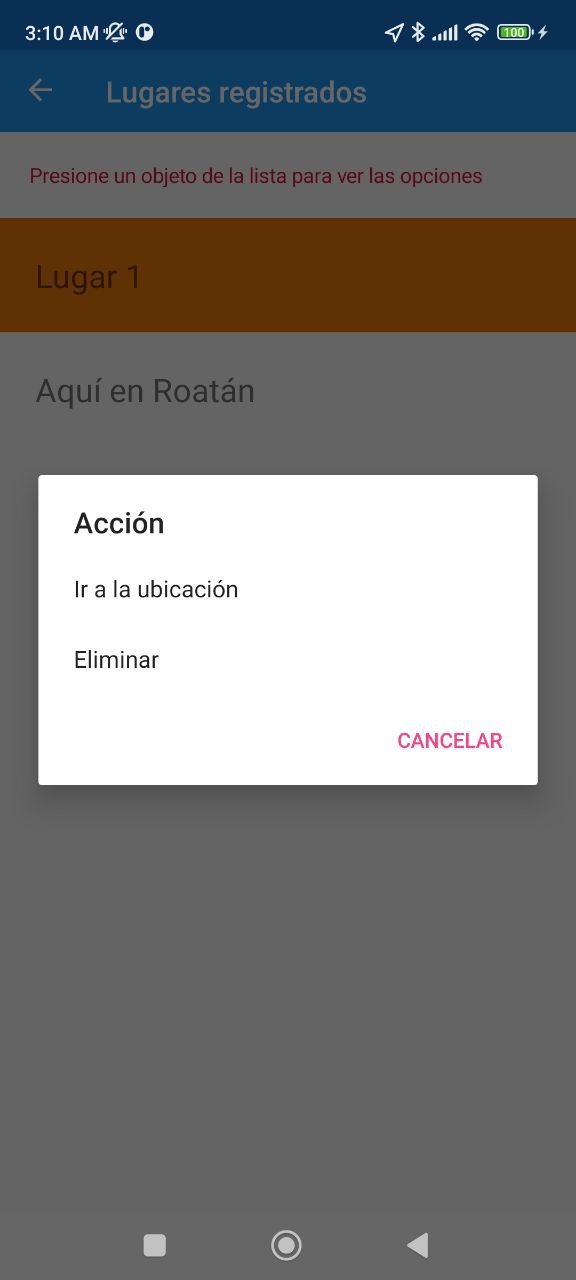 3:10 AM
100
Lugares registrados
Presione un objeto de la lista para ver las opciones
Lugar 1
Aquí en Roatán
Acción
Ir a la ubicación
Eliminar
CANCELAR